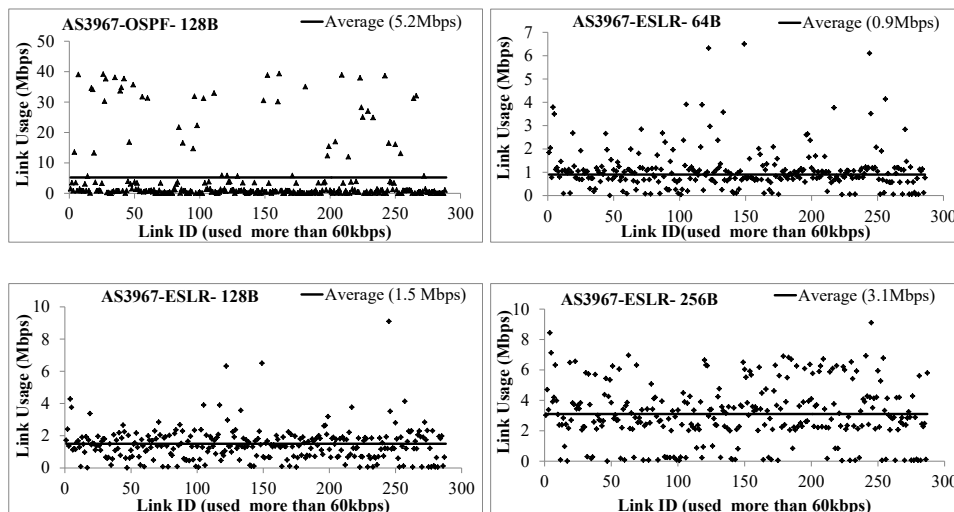 AS3967-OSPF- 128B
Average (5.2Mbps)
Link Usage (Mbps)
50
40
30
20
10
0
0 50 100 150 200 250 300
Link ID (used more than 60kbps)
AS3967-ESLR- 64B
Average (0.9Mbps)
Link Usage (Mbps)
7
6
5
4
3
2
1
0
0 50 100 150 200 250 300
Link ID(used more than 60kbps)
AS3967-ESLR- 128B
Average (1.5 Mbps)
Link Usage (Mbps)
10
8
6
4
2
0
0 50 100 150 200 250 300
Link ID (used more than 60kbps)
AS3967-ESLR- 256B
Average (3.1Mbps)
Link Usage (Mbps)
10
8
6
4
2
0
0 50 100 150 200 250 300
Link ID (used more than 60kbps)